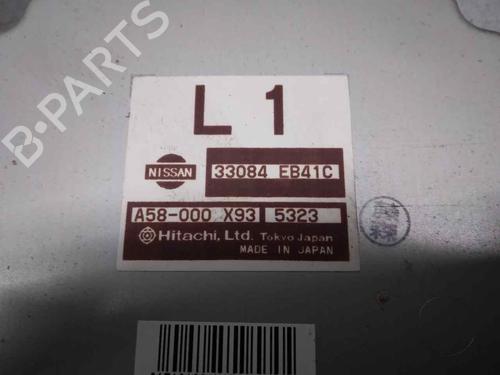 L 1
NISSAN 33084 EB41C
A58-000 X93 5323
Hitachi, Ltd. Tokyo Japan
MADE IN JAPAN
B-Parts